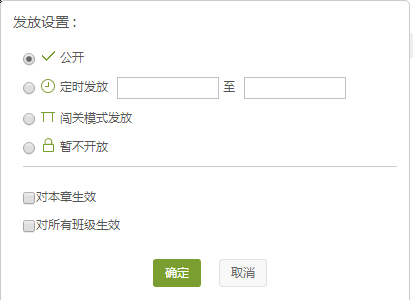 发放设置：
公开
定时发放 至
闯关模式发放
暂不开放
对本章生效
对所有班级生效
确定 取消